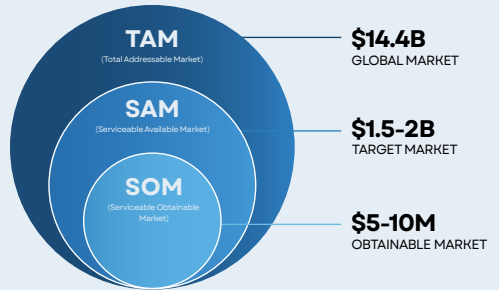 TAM
(Total Addressable Market)
$14.4B
GLOBAL MARKET
SAM
(Serviceable Available Market)
$1.5-2B
TARGET MARKET
SOM
(Serviceable Obtainable
Market)
$5-10M
OBTAINABLE MARKET